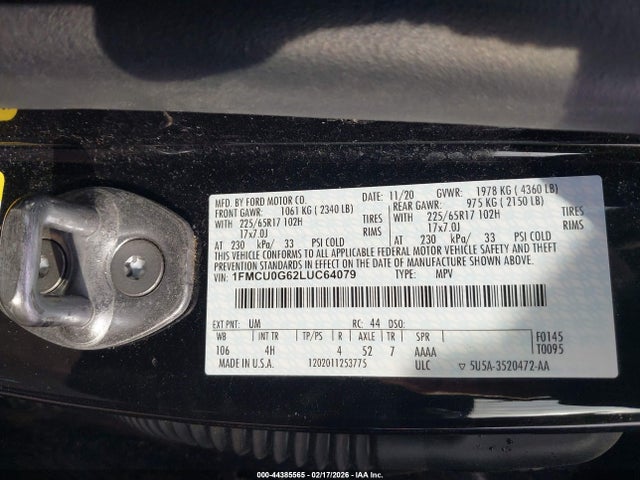 MFD. BY FORD MOTOR CO. DATE: 11/20 GVWR: 1978 KG ( 4360 LB)
FRONT GAWR: 1061 KG ( 2340 LB) REAR GAWR: 975 KG ( 2150 LB)
WITH 225/65R17 102H TIRES WITH 225/65R17 102H TIRES
17x7.0J RIMS 17x7.0J RIMS
AT 230 kPa/ 33 PSI COLD AT 230 kPa/ 33 PSI COLD
THIS VEHICLE CONFORMS TO ALL APPLICABLE FEDERAL MOTOR VEHICLE SAFETY AND THEFT
PREVENTION STANDARDS IN EFFECT ON THE DATE OF MANUFACTURE SHOWN ABOVE.
VIN: 1FMCU0G62LUC64079 TYPE: MPV
EXT PNT: UM RC: 44 DSO:
WB INT TR TP/PS R AX TR SPR F0145
106 4H 4 52 7 AAAA T0095
MADE IN U.S.A. 1202011253775 ULC ▽ 5U5A-3520472-AA
000-44385565 - 02/17/2026 - IAA Inc.